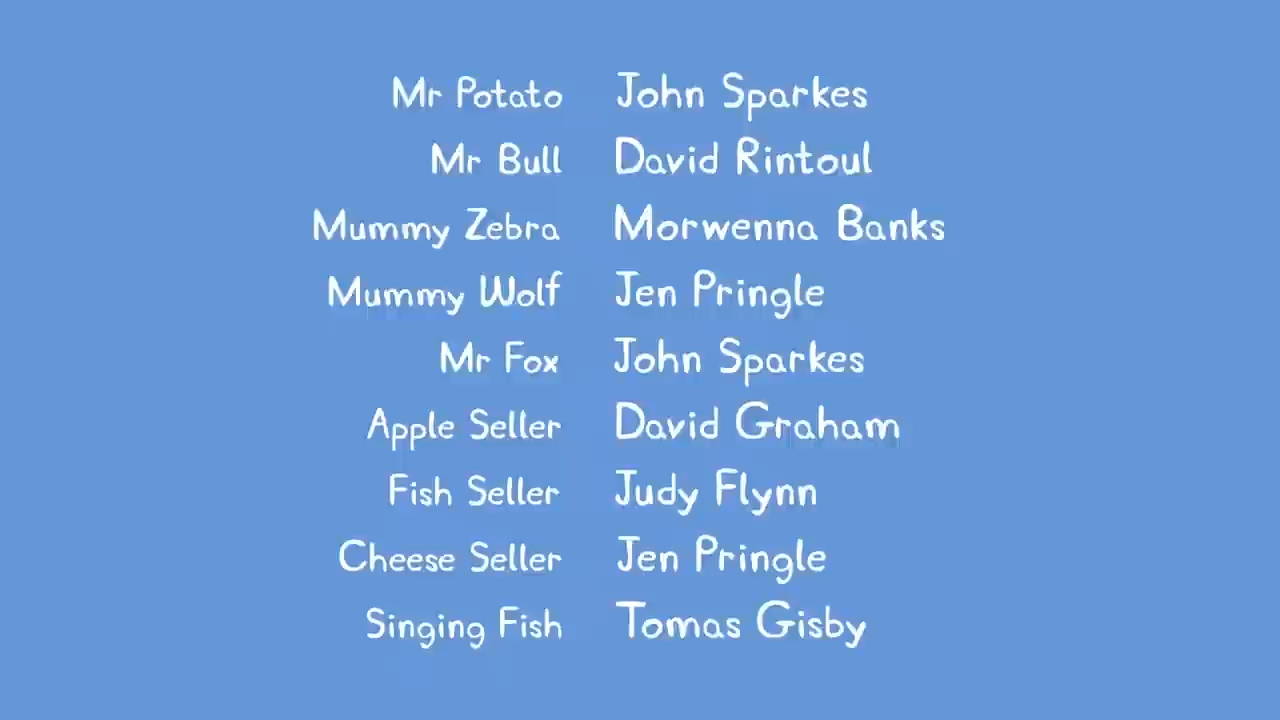 Mr Potato John Sparkes
Mr Bull David Rintoul
Mummy Zebra Morwenna Banks
Mummy Wolf Jen Pringle
Mr Fox John Sparkes
Apple Seller David Graham
Fish Seller Judy Flynn
Cheese Seller Jen Pringle
Singing Fish Tomas Gisby